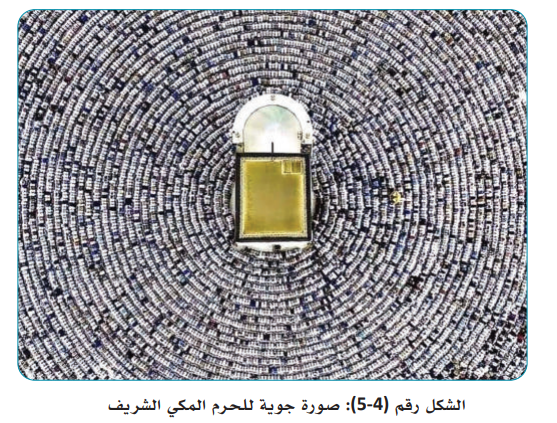 الشكل رقم (4-5): صورة جوية للحرم المكي الشريف